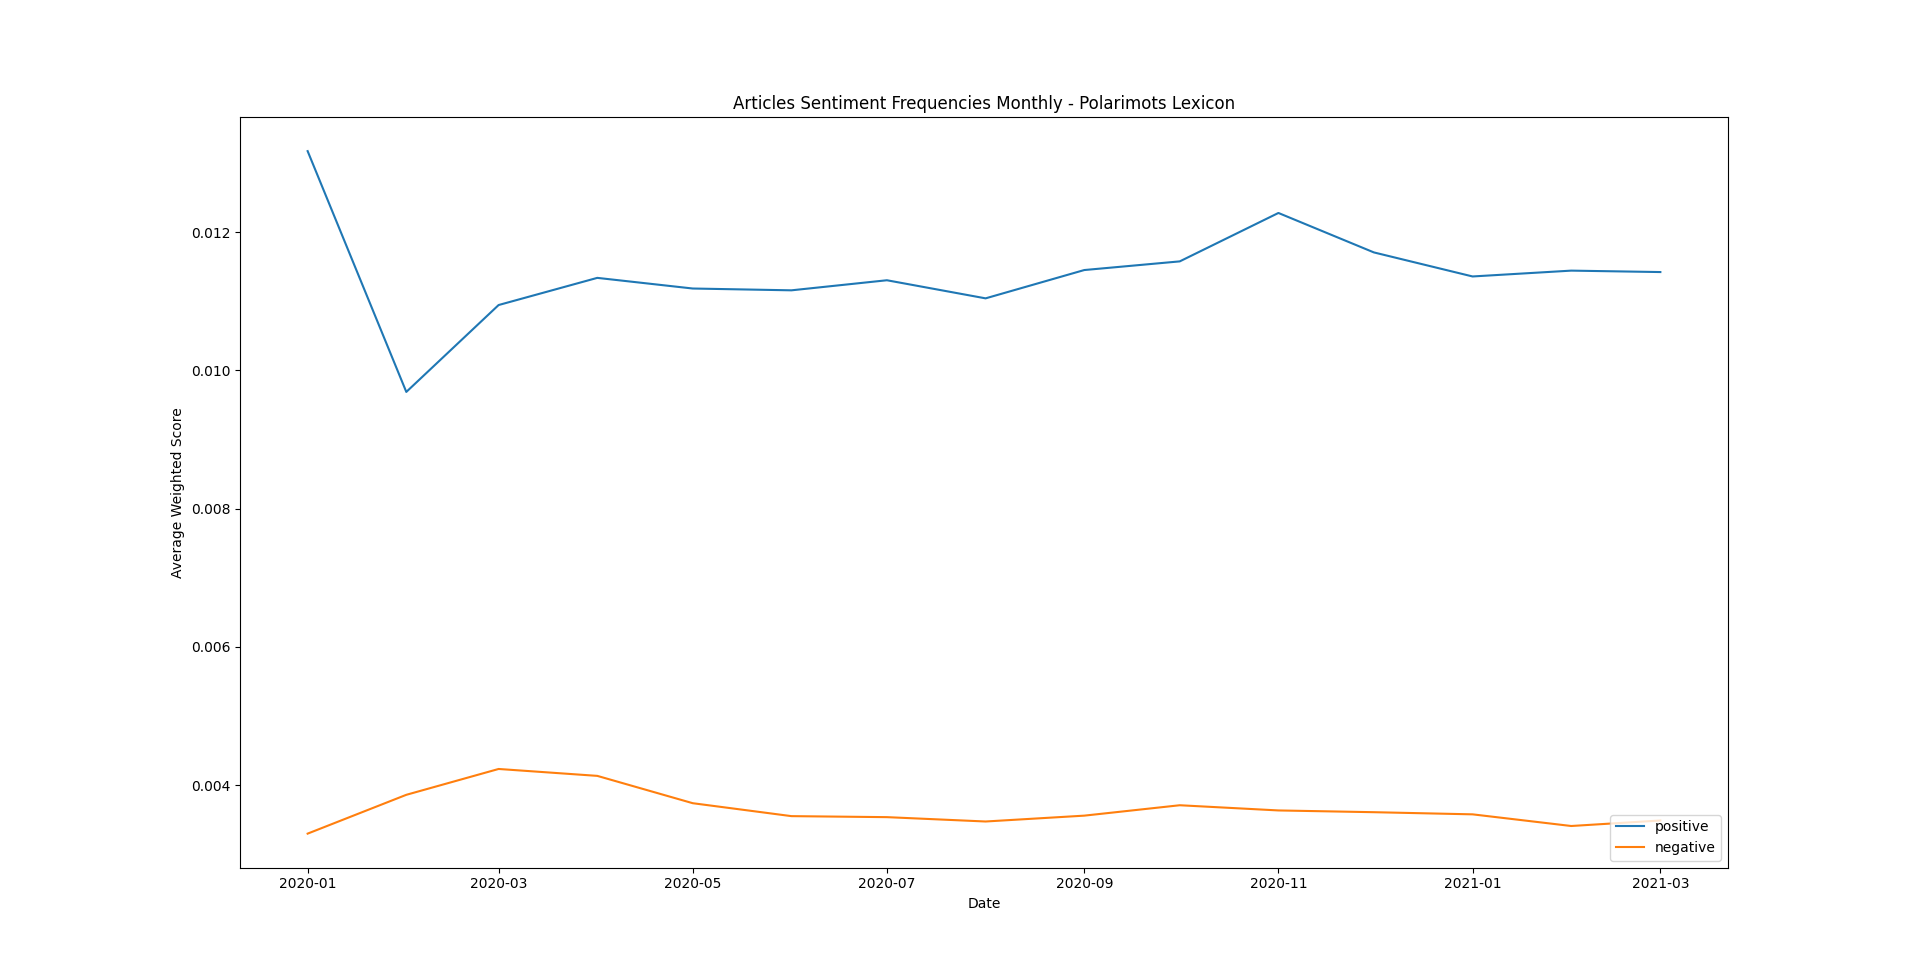 Articles Sentiment Frequencies Monthly - Polarimots Lexicon
Average Weighted Score
0.012
0.010
0.008
0.006
0.004
positive
negative
2020-01 2020-03 2020-05 2020-07 2020-09 2020-11 2021-01 2021-03
Date